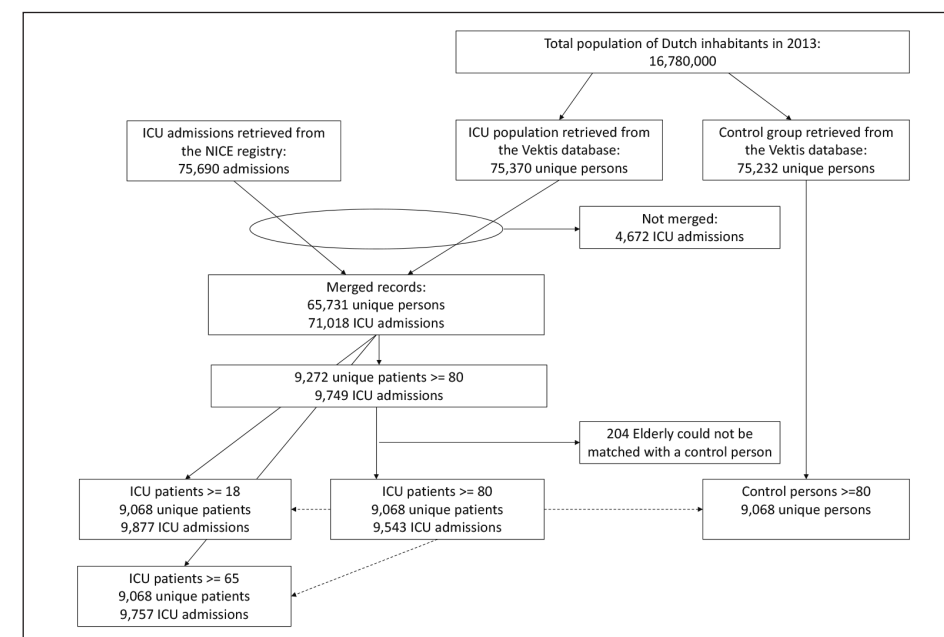 Total population of Dutch inhabitants in 2013:
16,780,000
ICU admissions retrieved from
the NICE registry:
75,690 admissions
ICU population retrieved from
the Vektis database:
75,370 unique persons
Control group retrieved from
the Vektis database:
75,232 unique persons
Not merged:
4,672 ICU admissions
Merged records:
65,731 unique persons
71,018 ICU admissions
9,272 unique patients >= 80
9,749 ICU admissions
204 Elderly could not be
matched with a control person
ICU patients >= 18
9,068 unique patients
9,877 ICU admissions
ICU patients >= 80
9,068 unique patients
9,543 ICU admissions
Control persons >=80
9,068 unique persons
ICU patients >= 65
9,068 unique patients
9,757 ICU admissions